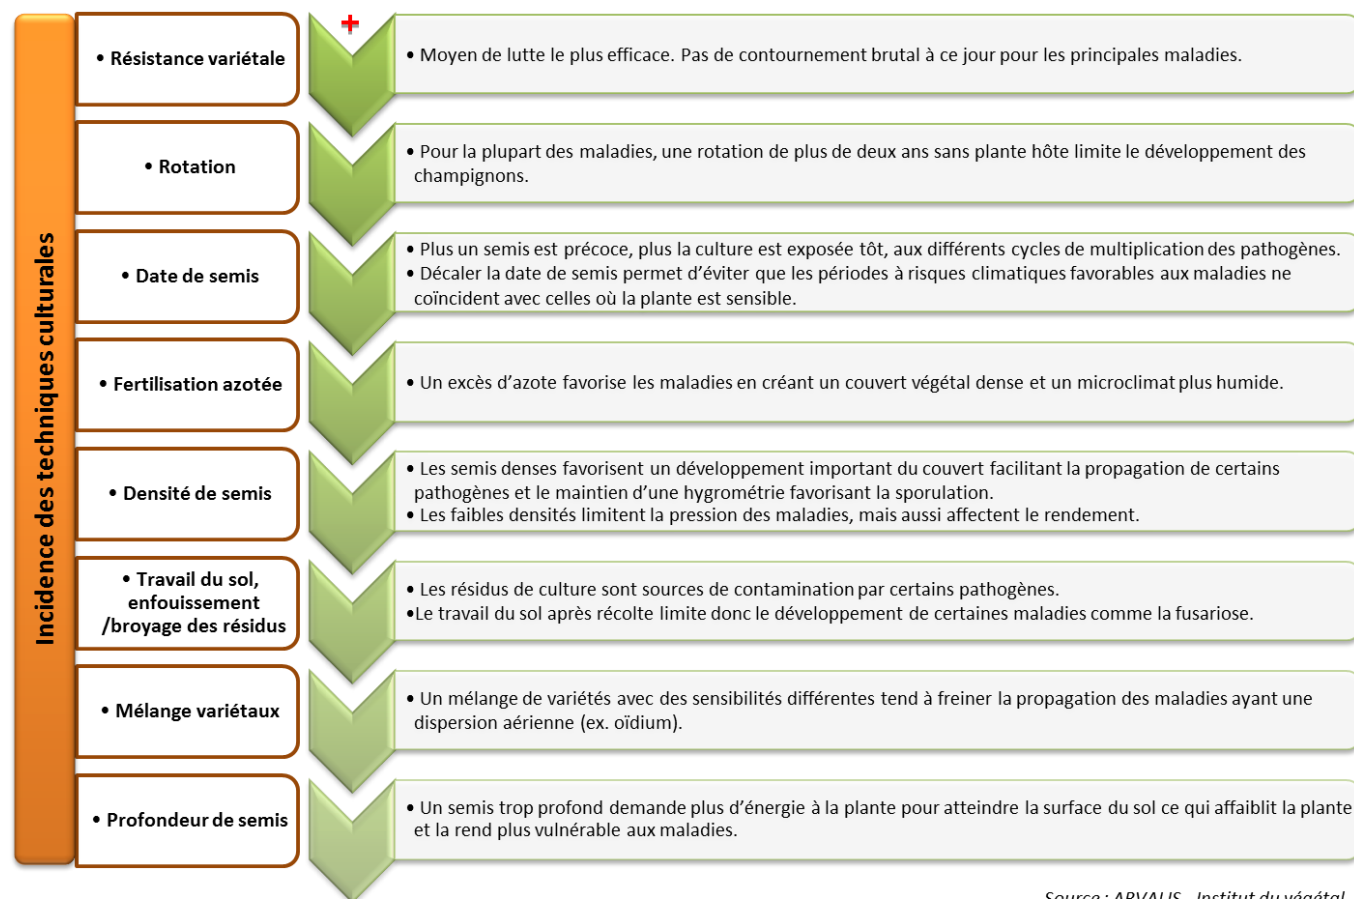 Incidence des techniques culturales
+
• Résistance variétale
• Moyen de lutte le plus efficace. Pas de contournement brutal à ce jour pour les principales maladies.
• Rotation
• Pour la plupart des maladies, une rotation de plus de deux ans sans plante hôte limite le développement des
champignons.
• Date de semis
• Plus un semis est précoce, plus la culture est exposée tôt, aux différents cycles de multiplication des pathogènes.
• Décaler la date de semis permet d’éviter que les périodes à risques climatiques favorables aux maladies ne
coïncident avec celles où la plante est sensible.
• Fertilisation azotée
• Un excès d’azote favorise les maladies en créant un couvert végétal dense et un microclimat plus humide.
• Densité de semis
• Les semis denses favorisent un développement important du couvert facilitant la propagation de certains
pathogènes et le maintien d’une hygrométrie favorisant la sporulation.
• Les faibles densités limitent la pression des maladies, mais aussi affectent le rendement.
• Travail du sol,
enfouissement
/broyage des résidus
• Les résidus de culture sont sources de contamination par certains pathogènes.
•Le travail du sol après récolte limite donc le développement de certaines maladies comme la fusariose.
• Mélange variétaux
• Un mélange de variétés avec des sensibilités différentes tend à freiner la propagation des maladies ayant une
dispersion aérienne (ex. oïdium).
• Profondeur de semis
• Un semis trop profond demande plus d’énergie à la plante pour atteindre la surface du sol ce qui affaiblit la plante
et la rend plus vulnérable aux maladies.
Source : ARVALIS - Institut du végétal